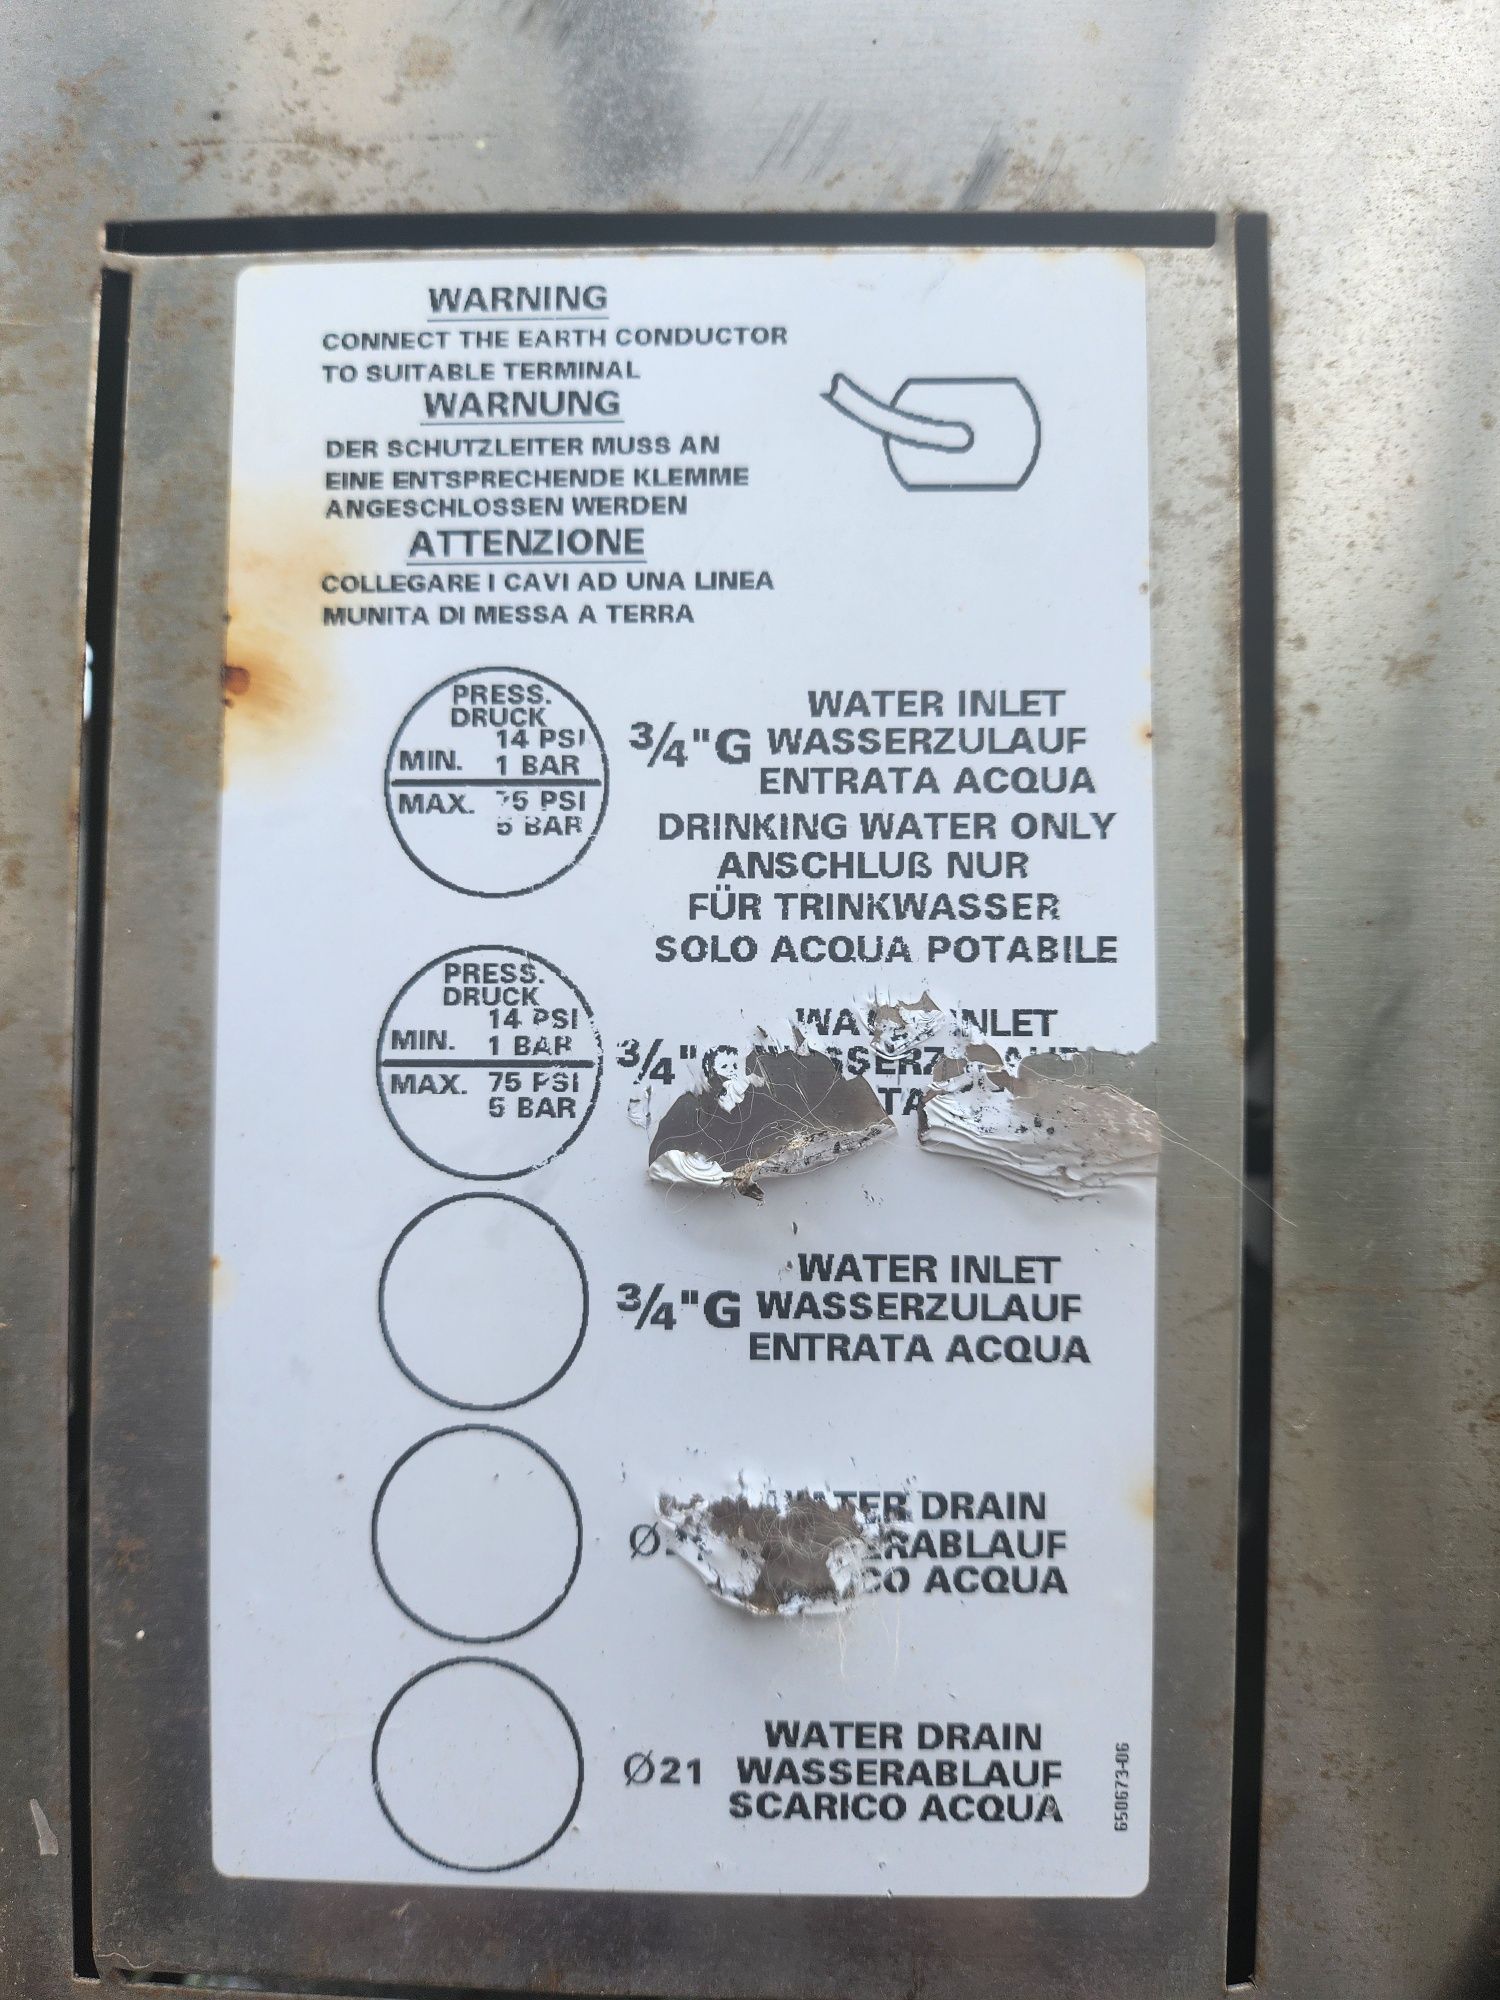 WARNING
CONNECT THE EARTH CONDUCTOR
TO SUITABLE TERMINAL
WARNUNG
DER SCHUTZLEITER MUSS AN
EINE ENTSPRECHENDE KLEMME
ANGESCHLOSSEN WERDEN
ATTENZIONE
COLLEGARE I CAVI AD UNA LINEA
MUNITA DI MESSA A TERRA
PRESS.
DRUCK
14 PSI
MIN. 1 BAR
MAX. 75 PSI
5 BAR
WATER INLET
3/4"G WASSERZULAUF
ENTRATA ACQUA
DRINKING WATER ONLY
ANSCHLUß NUR
FÜR TRINKWASSER
SOLO ACQUA POTABILE
PRESS.
DRUCK
14 PSI
MIN. 1 BAR
MAX. 75 PSI
5 BAR
INLET
3/4"G
WATER INLET
3/4"G WASSERZULAUF
ENTRATA ACQUA
DRAIN
ACQUA
WATER DRAIN
Ø21 WASSERABLAUF
SCARICO ACQUA
650673-06